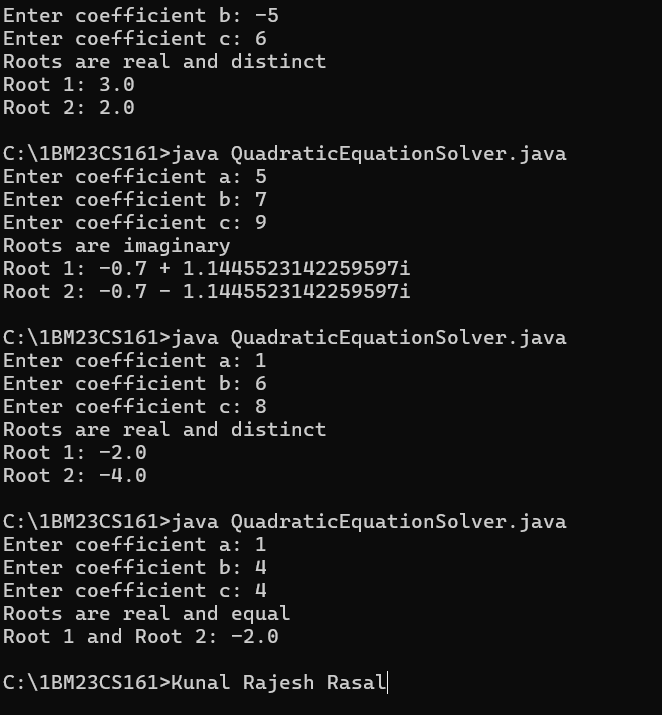 Enter coefficient b: -5
Enter coefficient c: 6
Roots are real and distinct
Root 1: 3.0
Root 2: 2.0
C:\1BM23CS161>java QuadraticEquationSolver.java
Enter coefficient a: 5
Enter coefficient b: 7
Enter coefficient c: 9
Roots are imaginary
Root 1: -0.7 + 1.1445523142259597i
Root 2: -0.7 - 1.1445523142259597i
C:\1BM23CS161>java QuadraticEquationSolver.java
Enter coefficient a: 1
Enter coefficient b: 6
Enter coefficient c: 8
Roots are real and distinct
Root 1: -2.0
Root 2: -4.0
C:\1BM23CS161>java QuadraticEquationSolver.java
Enter coefficient a: 1
Enter coefficient b: 4
Enter coefficient c: 4
Roots are real and equal
Root 1 and Root 2: -2.0
C:\1BM23CS161>Kunal Rajesh Rasal